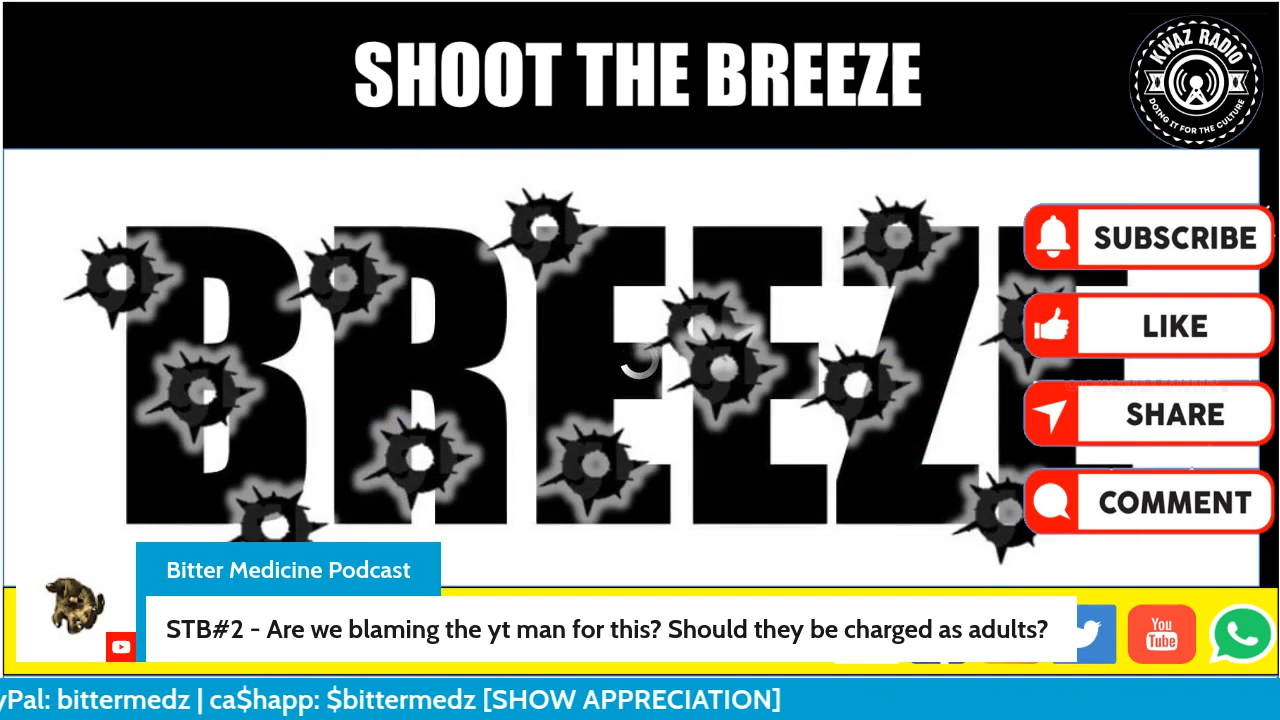 SHOOT THE BREEZE
KWAZ RADIO
DOING IT FOR THE CULTURE
BREEZE
SUBSCRIBE
LIKE
SHARE
COMMENT
Bitter Medicine Podcast
STB#2 - Are we blaming the yt man for this? Should they be charged as adults?
You
Tube
yPal: bittermedz | ca$happ: $bittermedz [SHOW APPRECIATION]